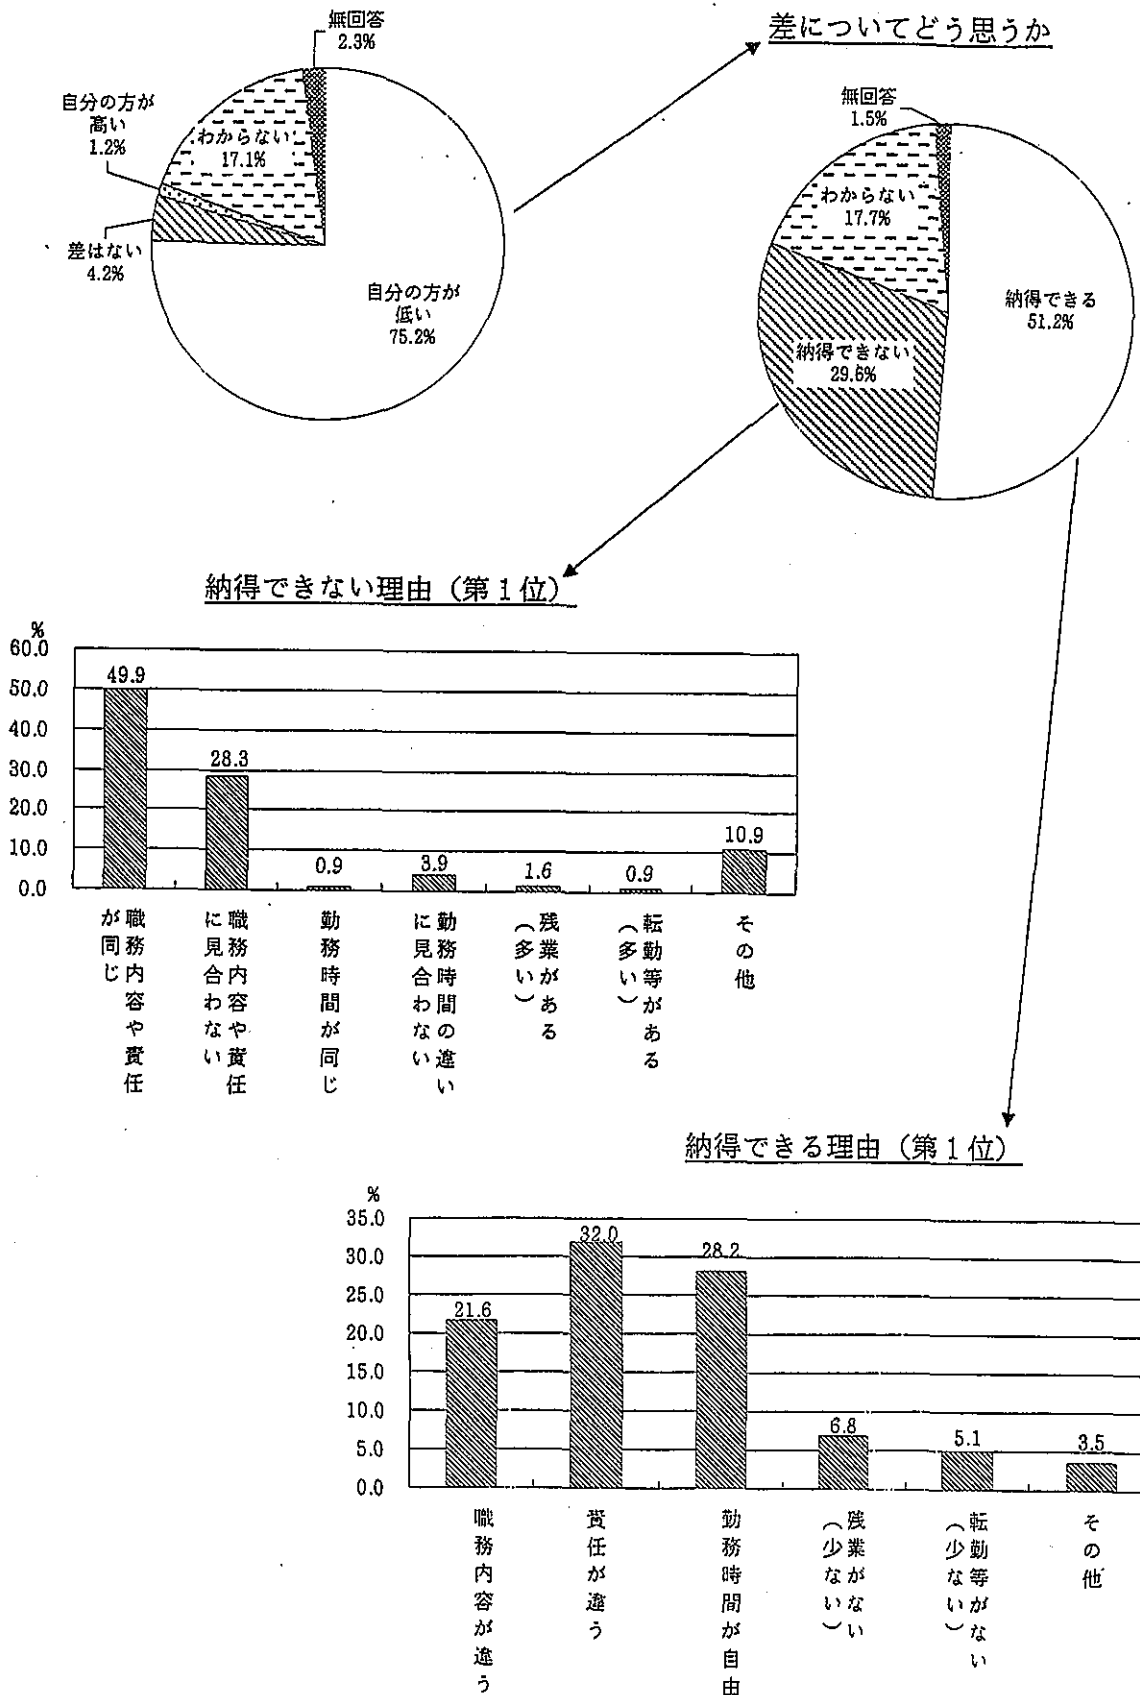 無回答
2.3%
自分の方が
高い
1.2%
わからない
17.1%
差はない
4.2%
自分の方が
低い
75.2%
差についてどう思うか
無回答
1.5%
わからない
17.7%
納得できる
51.2%
納得できない
29.6%
納得できない理由（第１位）
%
60.0
50.0
40.0
30.0
20.0
10.0
0.0
49.9
28.3
0.9
3.9
1.6
0.9
10.9
職務内容や責任
が同じ
職務内容や責任
に見合わない
勤務時間が同じ
勤務時間の違い
に見合わない
残業がある
（多い）
転勤等がある
（多い）
その他
納得できる理由（第１位）
%
35.0
30.0
25.0
20.0
15.0
10.0
5.0
0.0
21.6
32.0
28.2
6.8
5.1
3.5
職務内容が違う
責任が違う
勤務時間が自由
残業がない
（少ない）
転勤等がない
（少ない）
その他